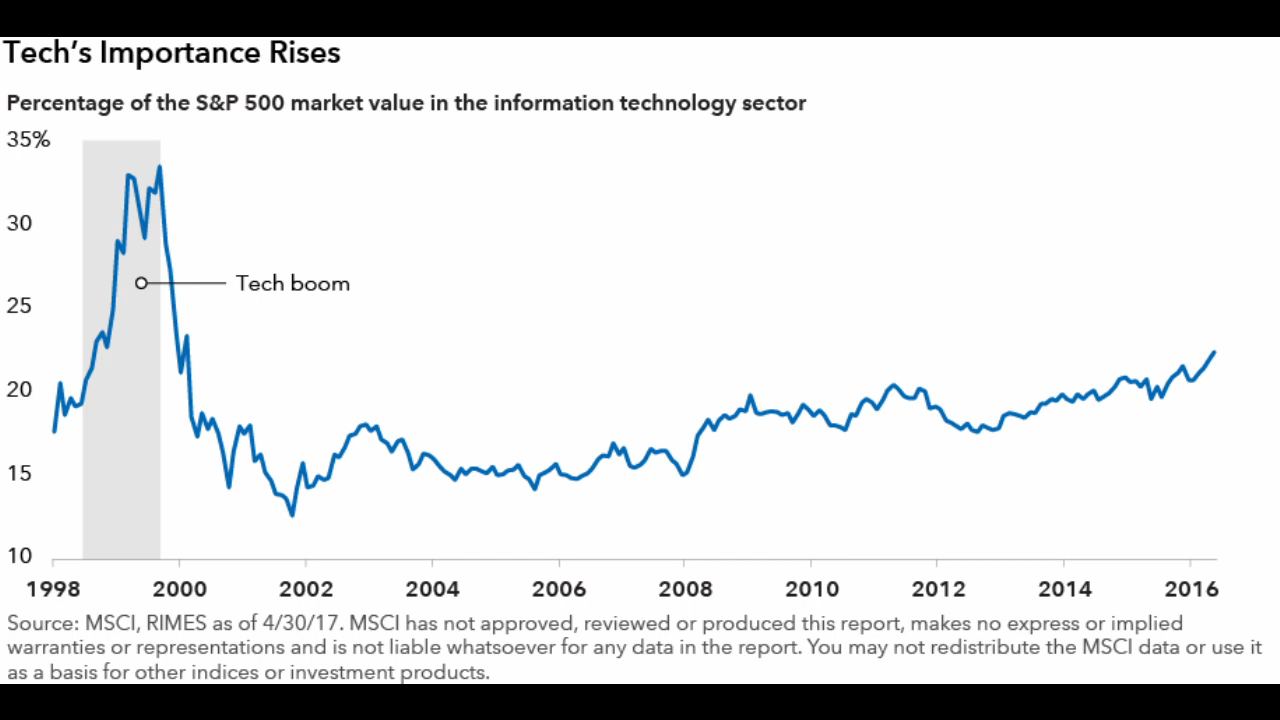 Tech's Importance Rises
Percentage of the S&P 500 market value in the information technology sector
35%
30
Tech boom
25
20
15
10
1998 2000 2002 2004 2006 2008 2010 2012 2014 2016
Source: MSCI, RIMES as of 4/30/17. MSCI has not approved, reviewed or produced this report, makes no express or implied
warranties or representations and is not liable whatsoever for any data in the report. You may not redistribute the MSCI data or use it
as a basis for other indices or investment products.